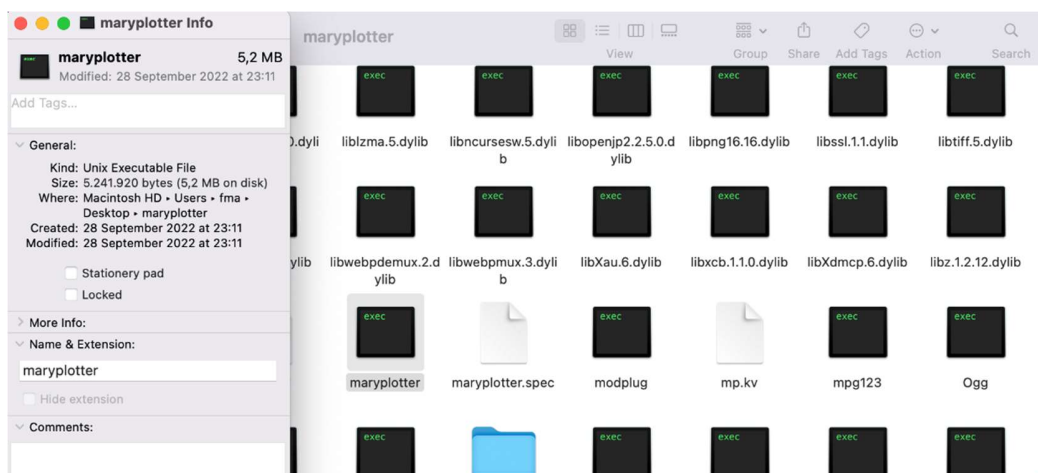 maryplotter Info
maryplotter 5,2 MB
Modified: 28 September 2022 at 23:11
Add Tags...
General:
Kind: Unix Executable File
Size: 5.241.920 bytes (5,2 MB on disk)
Where: Macintosh HD ▸ Users ▸ fma ▸
Desktop ▸ maryplotter
Created: 28 September 2022 at 23:11
Modified: 28 September 2022 at 23:11
Stationery pad
Locked
More Info:
Name & Extension:
maryplotter
Hide extension
Comments:
maryplotter
View Group Share Add Tags Action Search
exec exec exec exec exec exec
0.dyli liblzma.5.dylib libncursesw.5.dyli libopenjp2.2.5.0.d libpng16.16.dylib libssl.1.1.dylib libtiff.5.dylib
b ylib
exec exec exec exec exec exec
ylib libwebpdemux.2.d libwebpmux.3.dyli libXau.6.dylib libxcb.1.1.0.dylib libXdmcp.6.dylib libz.1.2.12.dylib
ylib b
exec exec exec exec
maryplotter maryplotter.spec modplug mp.kv mpg123 Ogg
exec exec exec exec exec